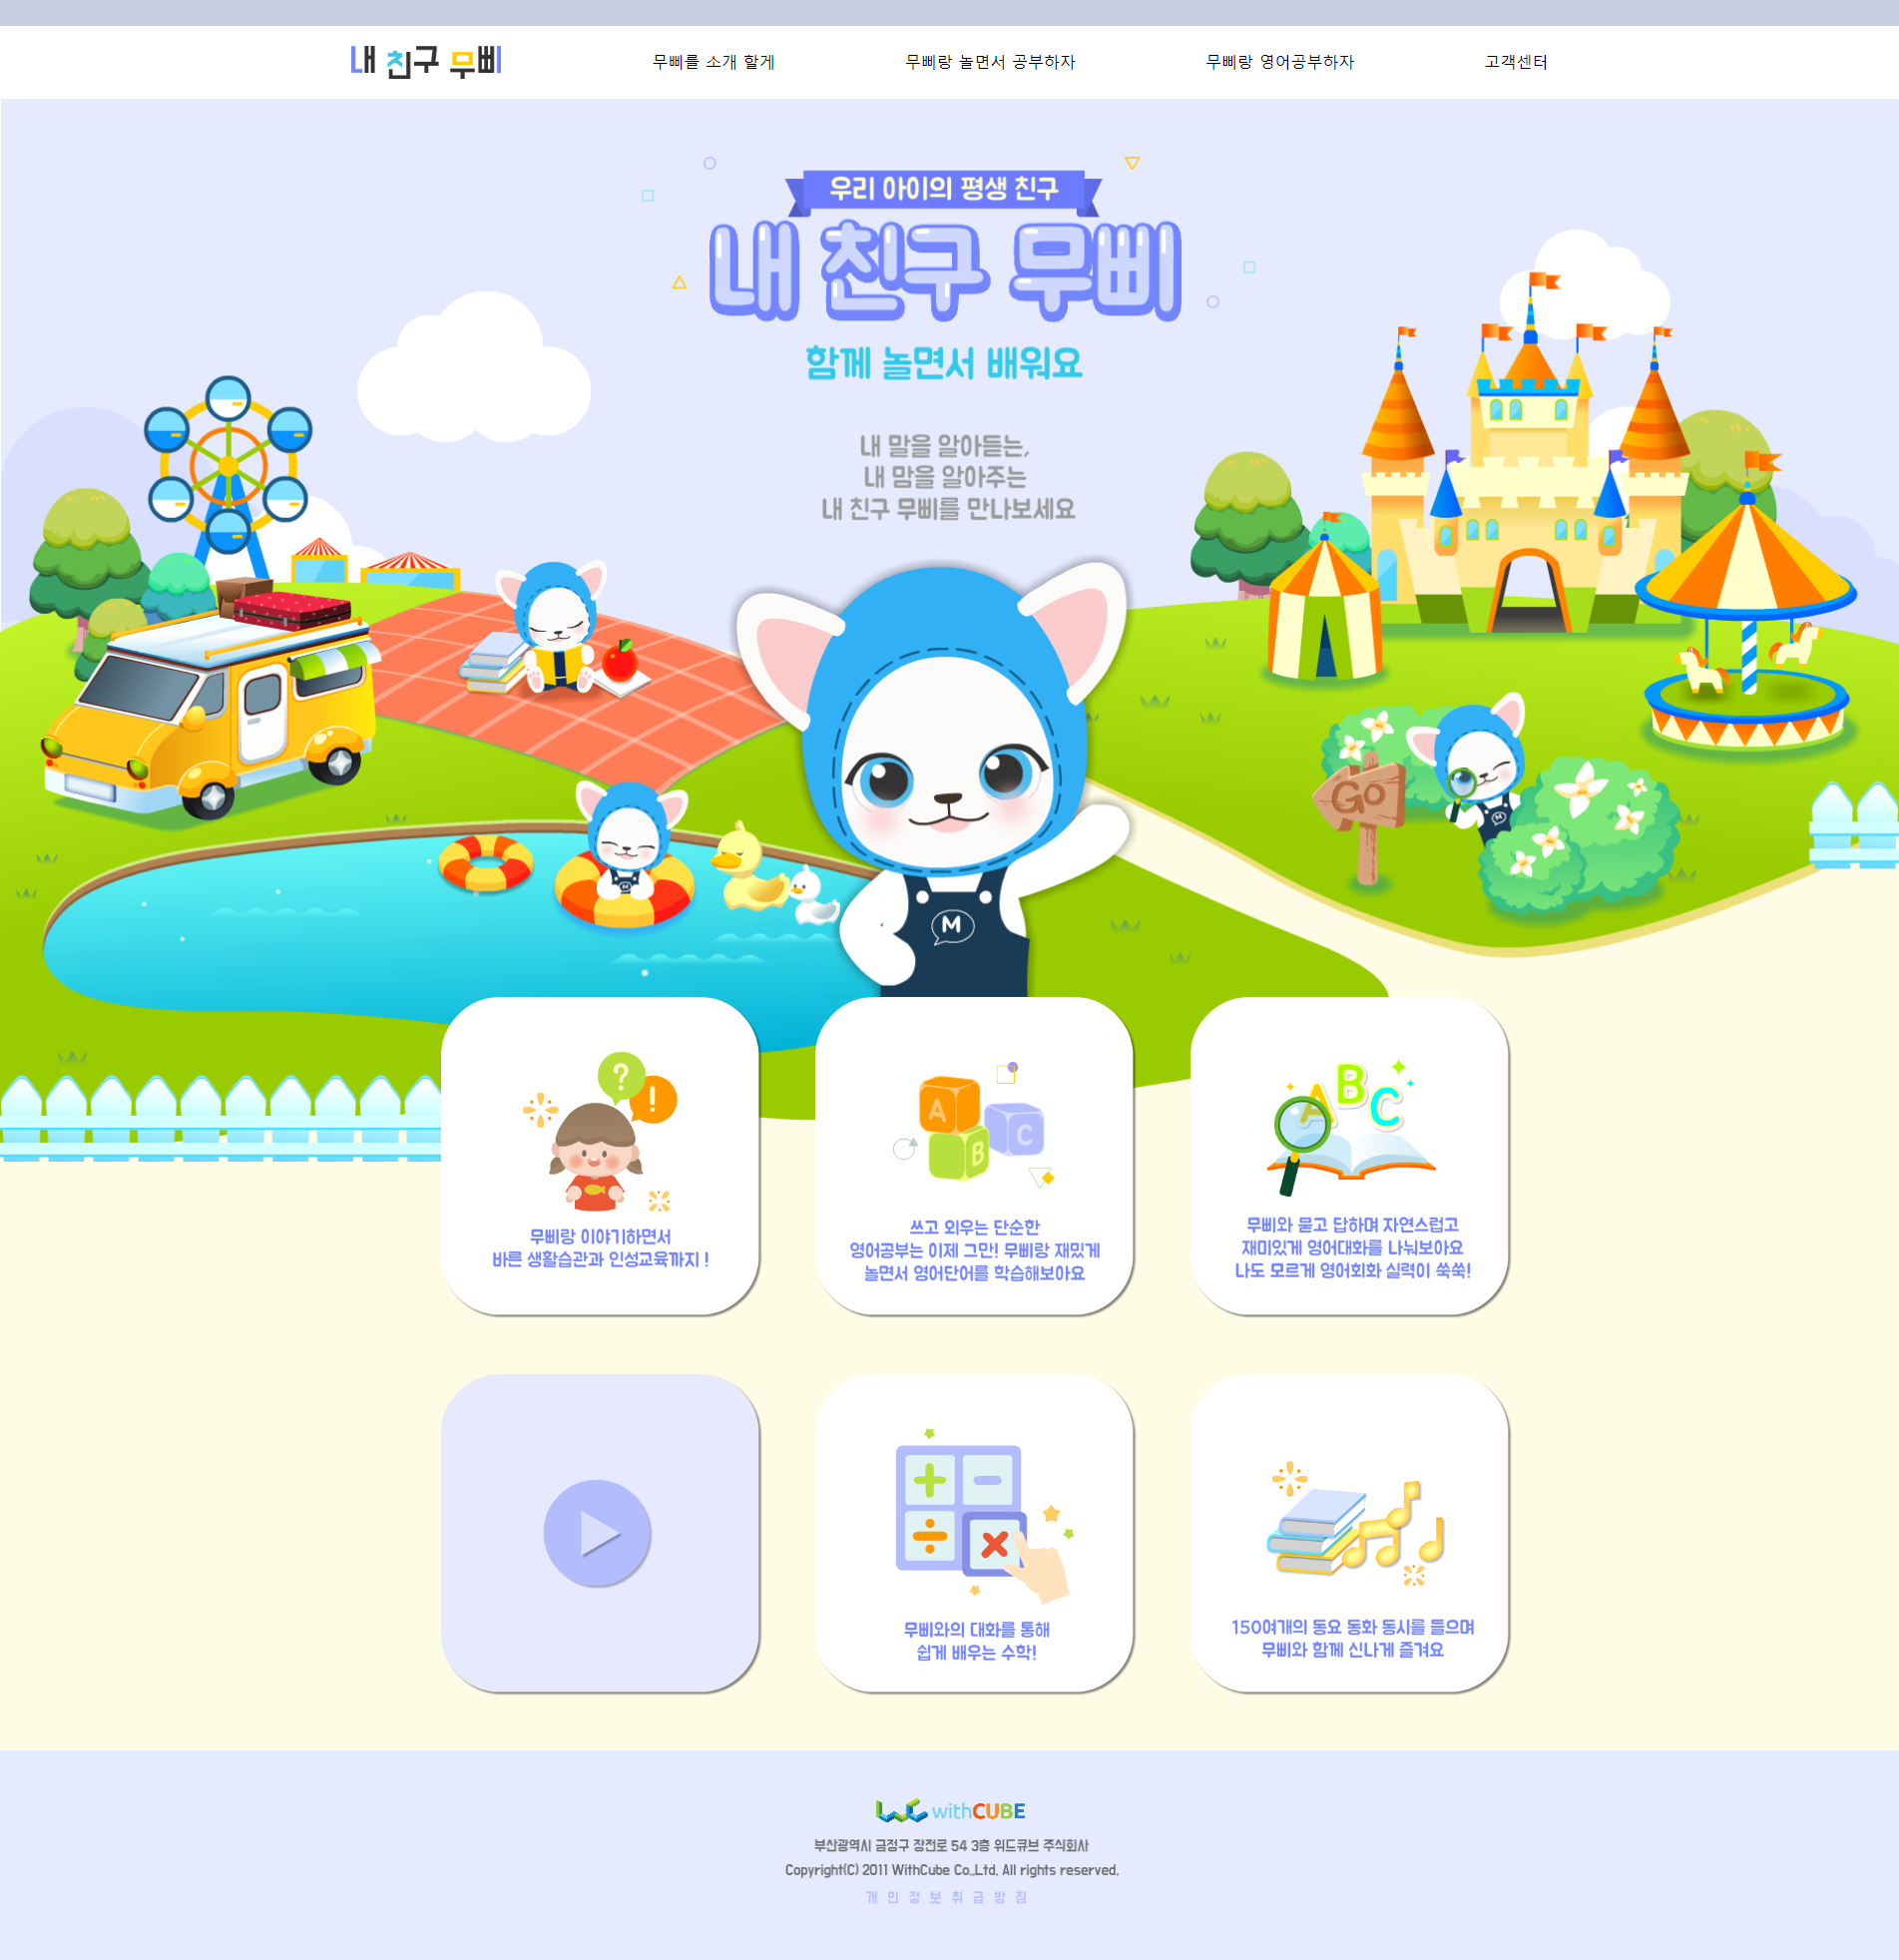 내 친구 무삐
무삐를 소개 할게
무삐랑 놀면서 공부하자
무삐랑 영어공부하자
고객센터
우리 아이의 평생 친구
내 친구 무삐
함께 놀면서 배워요
내 말을 알아듣는,
내 맘을 알아주는
내 친구 무삐를 만나보세요
GO
M
M
M
? !
무삐랑 이야기하면서
바른 생활습관과 인성교육까지 !
A
B
C
쓰고 외우는 단순한
영어공부는 이제 그만! 무삐랑 재밌게
놀면서 영어단어를 학습해보아요
A B C
무삐와 묻고 답하며 자연스럽고
재미있게 영어대화를 나눠보아요
나도 모르게 영어회화 실력이 쑥쑥!
+ −
÷ ×
무삐와의 대화를 통해
쉽게 배우는 수학!
150여개의 동요 동화 동시를 들으며
무삐와 함께 신나게 즐겨요
withCUBE
부산광역시 금정구 장전로 54 3층 위드큐브 주식회사
Copyright(C) 2011 WithCube Co.,Ltd. All rights reserved.
개 인 정 보 취 급 방 침